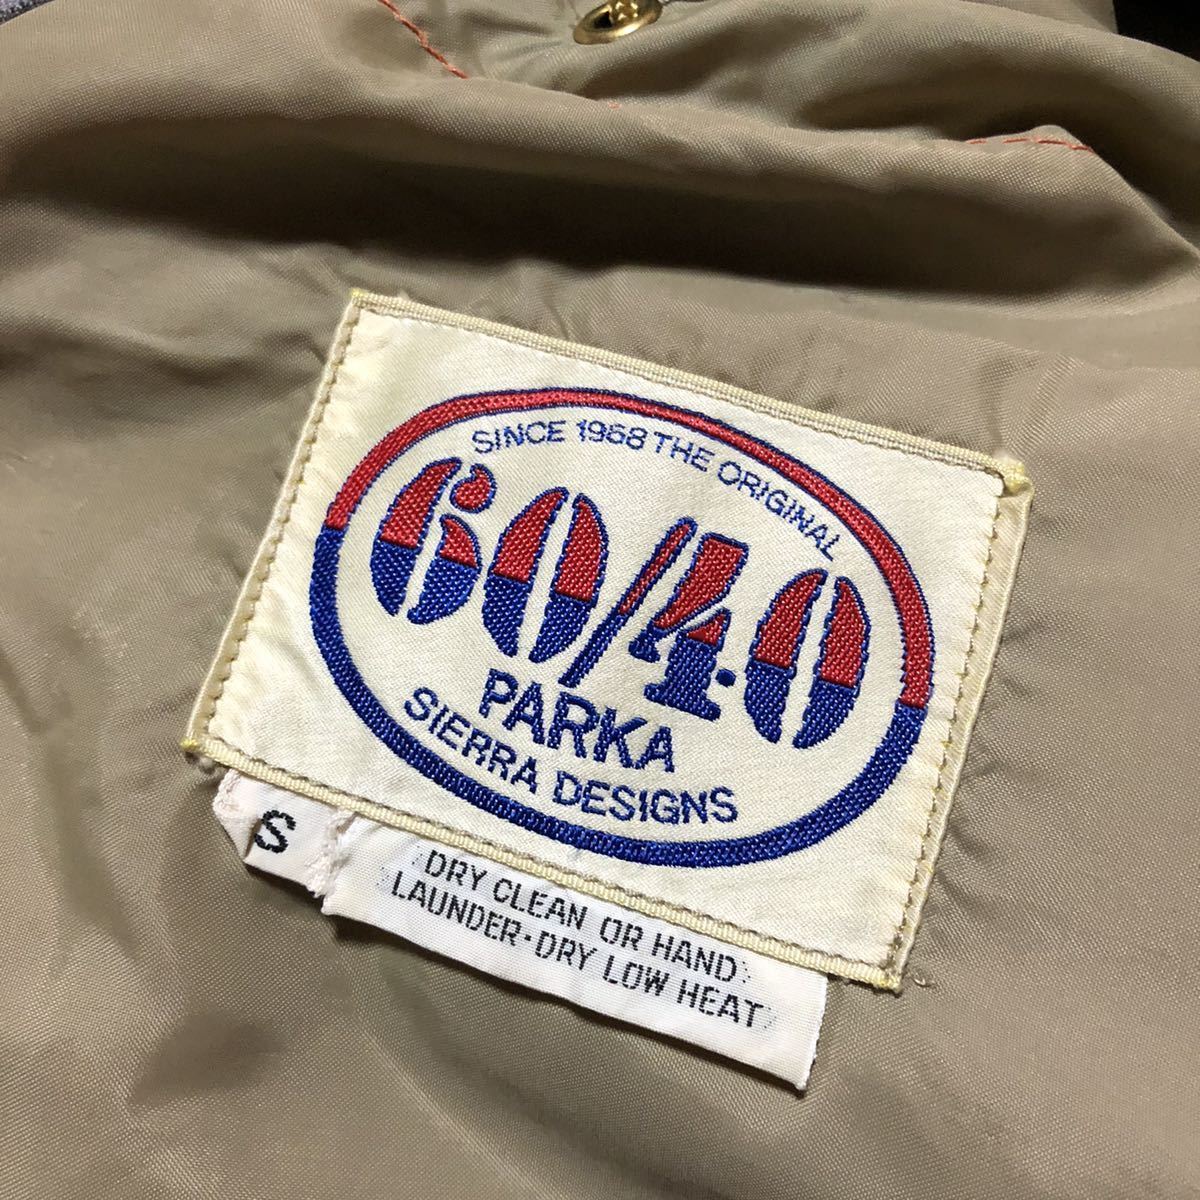 SINCE 1968 THE ORIGINAL
60/40
PARKA
SIERRA DESIGNS
S
DRY CLEAN OR HAND
LAUNDER·DRY LOW HEAT